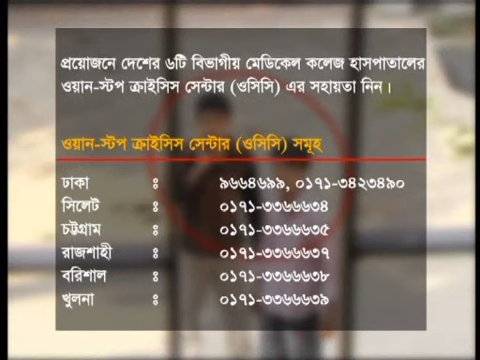 প্রয়োজনে দেশের ৬টি বিভাগীয় মেডিকেল কলেজ হাসপাতালের
ওয়ান-স্টপ ক্রাইসিস সেন্টার (ওসিসি) এর সহায়তা নিন।
ওয়ান-স্টপ ক্রাইসিস সেন্টার (ওসিসি) সমূহ
ঢাকা : ৯৬৬৪৬৯৯, ০১৭১-৩৪২৩৪৯০
সিলেট : ০১৭১-৩৩৬৬৬৩৪
চট্টগ্রাম : ০১৭১-৩৩৬৬৬৩৫
রাজশাহী : ০১৭১-৩৩৬৬৬৩৭
বরিশাল : ০১৭১-৩৩৬৬৬৩৮
খুলনা : ০১৭১-৩৩৬৬৬৩৯